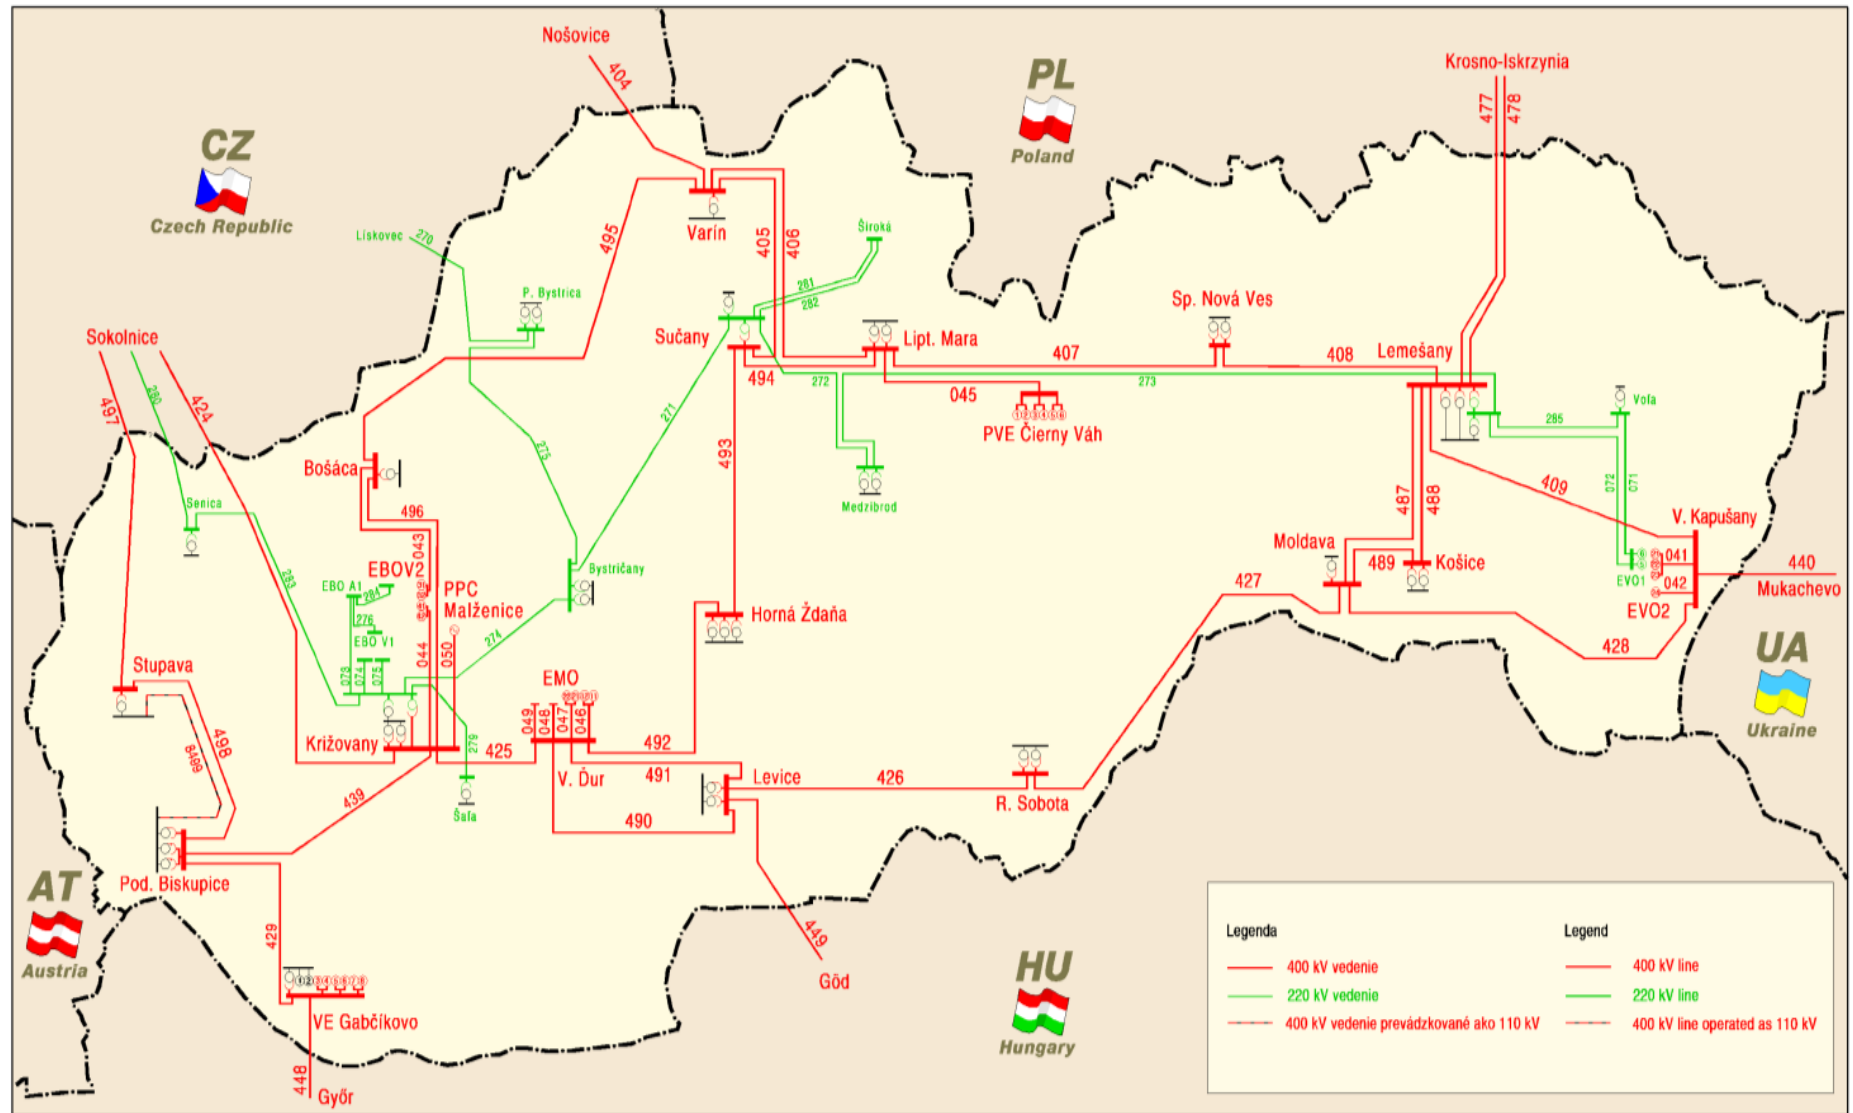 Nošovice
404
CZ
Czech Republic
PL
Poland
Krosno-Iskrzynia
477
478
Lískovec
270
495
Varín
405
406
Široká
281
282
P. Bystrica
Sokolnice
497
280
424
Sučany
494
Lipt. Mara
407
Sp. Nová Ves
408
Lemešany
272
273
045
PVE Čierny Váh
285
Voľa
271
275
493
Bošáca
Medzibrod
487
488
409
072
071
V. Kapušany
Senica
496
043
283
EBOV2
EBO A1
284
276
EBO V1
PPC
Malženice
Bystričany
274
Horná Ždaňa
Moldava
489
Košice
EVO1
041
042
EVO2
440
Mukachevo
427
428
UA
Ukraine
073
074
075
044
050
Stupava
498
8499
Križovany
279
425
EMO
049
048
047
046
492
V. Ďur
491
Levice
426
R. Sobota
439
Šaľa
490
Pod. Biskupice
AT
Austria
429
449
Göd
VE Gabčíkovo
448
Győr
HU
Hungary
Legenda
400 kV vedenie
220 kV vedenie
400 kV vedenie prevádzkované ako 110 kV
Legend
400 kV line
220 kV line
400 kV line operated as 110 kV